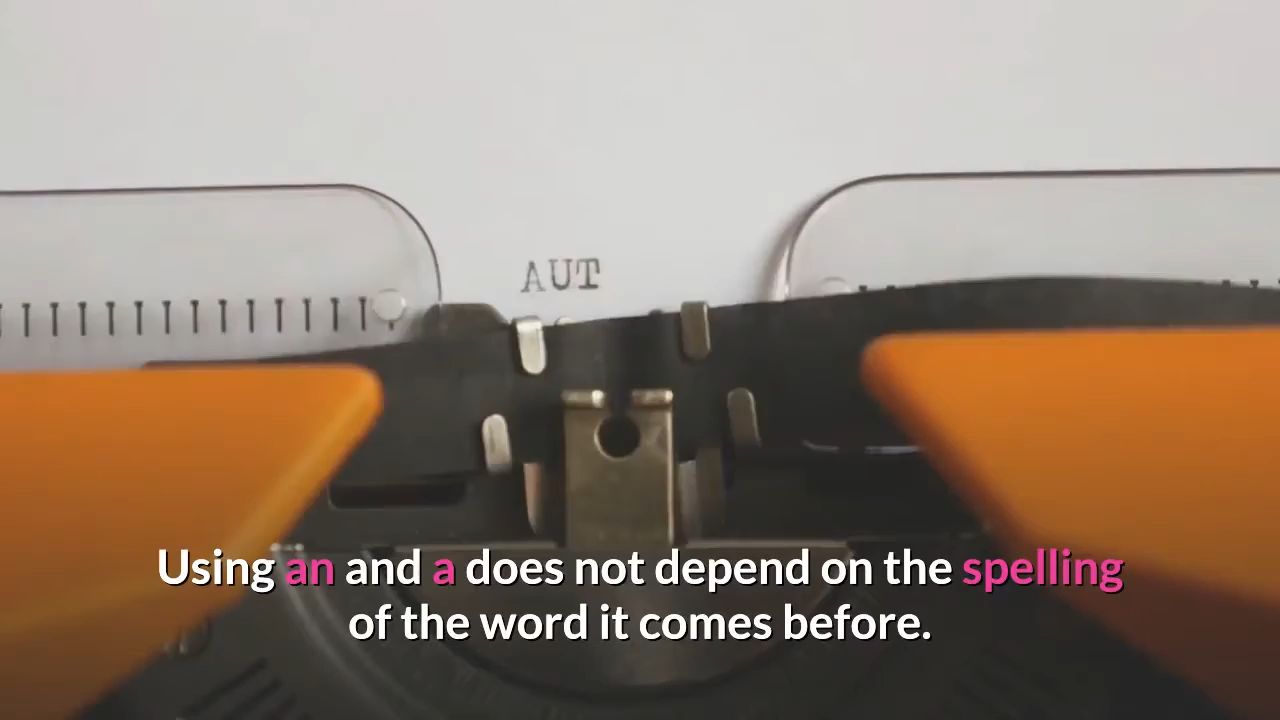 AUT
Using an and a does not depend on the spelling
of the word it comes before.